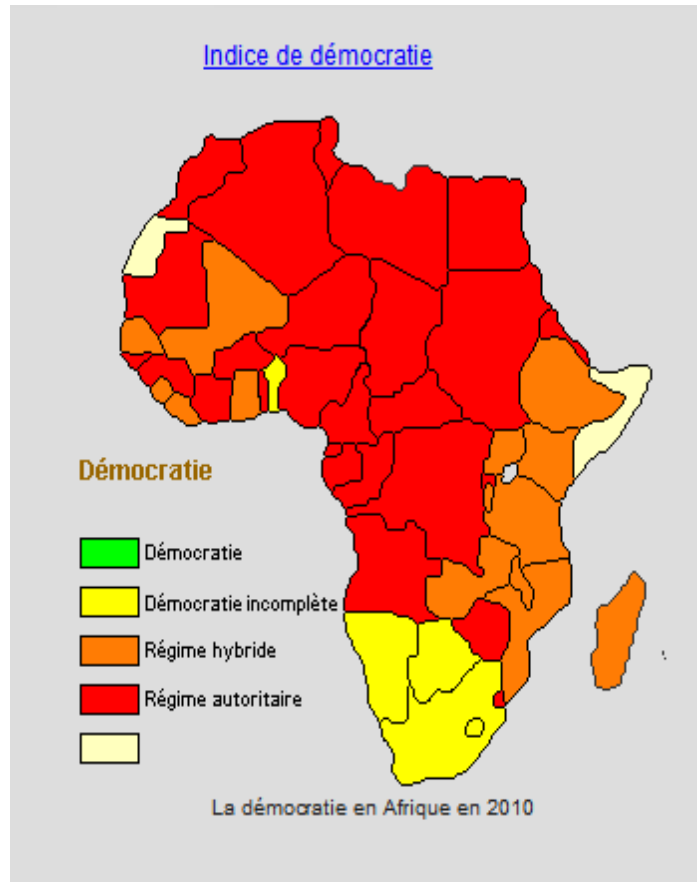 Indice de démocratie
Démocratie
Démocratie
Démocratie incomplète
Régime hybride
Régime autoritaire
La démocratie en Afrique en 2010